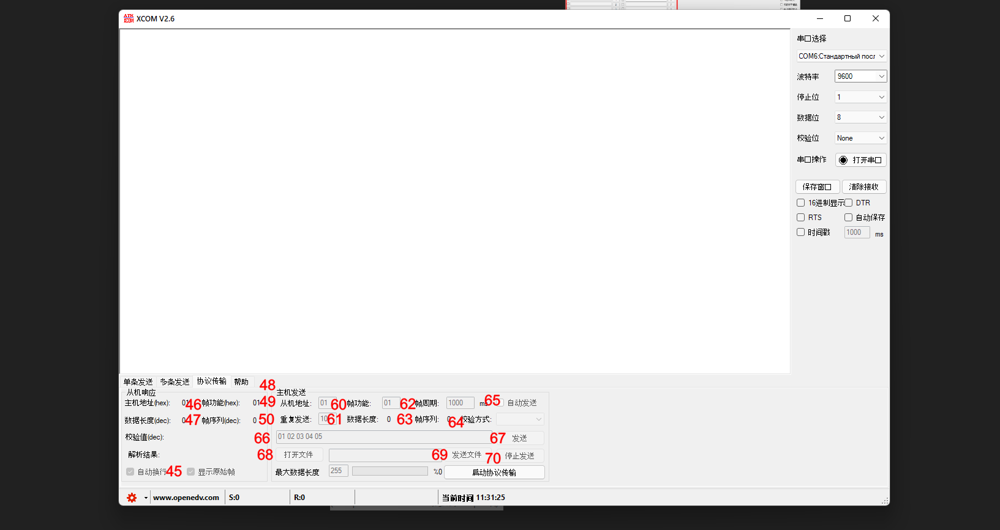 XCOM V2.6
串口选择
COM6:Стандартный посл
波特率 9600
停止位 1
数据位 8
校验位 None
串口操作 打开串口
保存窗口 清除接收
16进制显示 DTR
RTS 自动保存
时间戳 1000 ms
单条发送 多条发送 协议传输 帮助 48
从机响应
主机地址(hex): 01 46 帧功能(hex): 01 49
数据长度(dec): 0 47 帧序列(dec): 0 50
校验值(dec): 66
解析结果: 68
自动换行 45 显示原始帧
主机发送
从机地址: 01 60 帧功能: 01 62 帧周期: 1000 ms 65 自动发送
重复发送: 10 61 数据长度: 0 63 帧序列: 0 64 校验方式:
01 02 03 04 05 67 发送
打开文件 69 发送文件 70 停止发送
最大数据长度 255 %0 启动协议传输
www.openedv.com S:0 R:0 当前时间 11:31:25